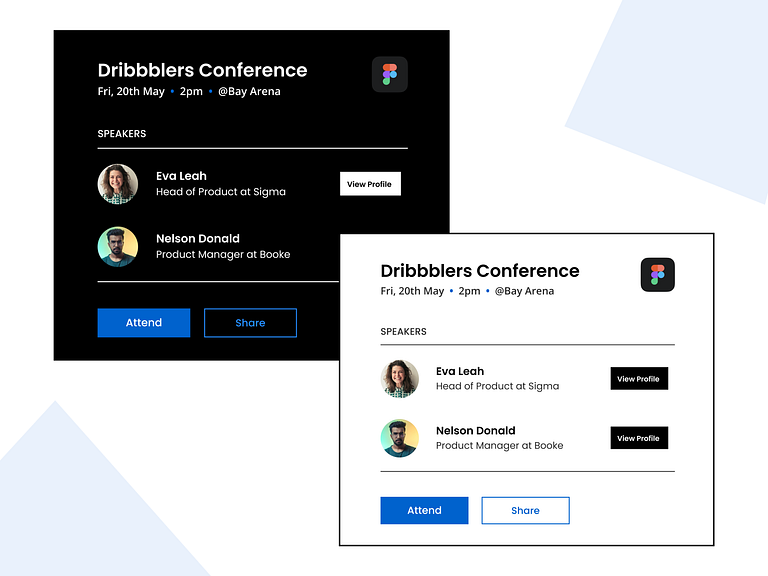 Dribbblers Conference
Fri, 20th May • 2pm • @Bay Arena
SPEAKERS
Eva Leah
Head of Product at Sigma
View Profile
Nelson Donald
Product Manager at Booke
Attend
Share
Dribbblers Conference
Fri, 20th May • 2pm • @Bay Arena
SPEAKERS
Eva Leah
Head of Product at Sigma
View Profile
Nelson Donald
Product Manager at Booke
View Profile
Attend
Share